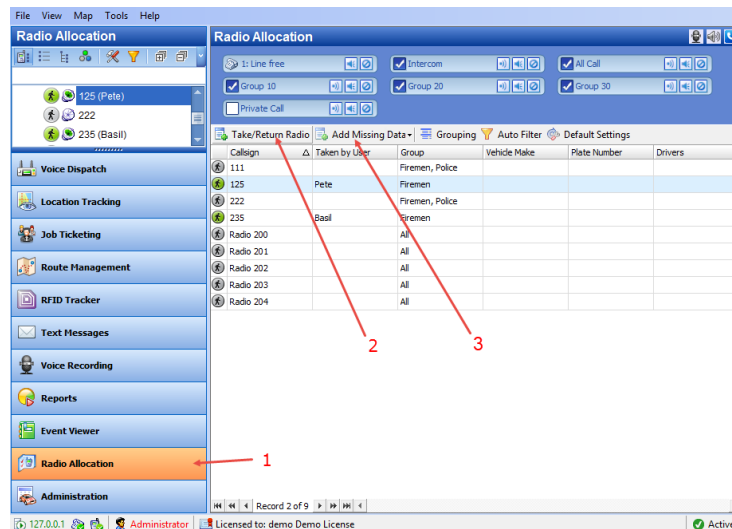 File View Map Tools Help
Radio Allocation
125 (Pete)
222
235 (Basil)
Voice Dispatch
Location Tracking
Job Ticketing
Route Management
RFID Tracker
Text Messages
Voice Recording
Reports
Event Viewer
Radio Allocation
Administration
Radio Allocation
1: Line free Intercom All Call
Group 10 Group 20 Group 30
Private Call
Take/Return Radio Add Missing Data Grouping Auto Filter Default Settings
Callsign Taken by User Group Vehicle Make Plate Number Drivers
111 Firemen, Police
125 Pete Firemen
222 Firemen, Police
235 Basil Firemen
Radio 200 All
Radio 201 All
Radio 202 All
Radio 203 All
Radio 204 All
2 3
1
Record 2 of 9
127.0.0.1 Administrator Licensed to: demo Demo License Active